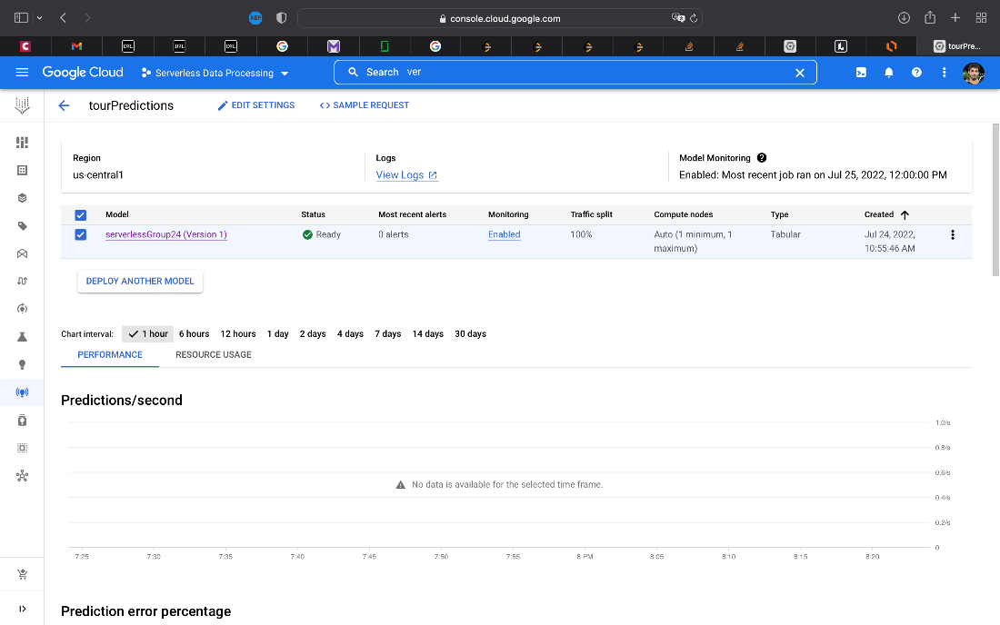 console.cloud.google.com
ABP
C
M
DXL
DXL
DXL
G
M
G
tourPre...
Google Cloud
Serverless Data Processing
Search ver
tourPredictions
EDIT SETTINGS
SAMPLE REQUEST
Region
us-central1
Logs
View Logs
Model Monitoring
Enabled: Most recent job ran on Jul 25, 2022, 12:00:00 PM
Model Status Most recent alerts Monitoring Traffic split Compute nodes Type Created
serverlessGroup24 (Version 1) Ready 0 alerts Enabled 100% Auto (1 minimum, 1 maximum) Tabular Jul 24, 2022, 10:55:46 AM
DEPLOY ANOTHER MODEL
Chart interval: 1 hour 6 hours 12 hours 1 day 2 days 4 days 7 days 14 days 30 days
PERFORMANCE RESOURCE USAGE
Predictions/second
1.0/s
0.8/s
0.6/s
No data is available for the selected time frame.
0.4/s
0.2/s
0
7:25 7:30 7:35 7:40 7:45 7:50 7:55 8 PM 8:05 8:10 8:15 8:20
Prediction error percentage